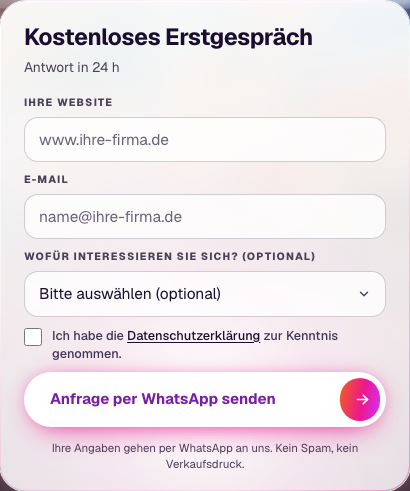 Kostenloses Erstgespräch
Antwort in 24 h
IHRE WEBSITE
www.ihre-firma.de
E-MAIL
name@ihre-firma.de
WOFÜR INTERESSIEREN SIE SICH? (OPTIONAL)
Bitte auswählen (optional)
Ich habe die Datenschutzerklärung zur Kenntnis
genommen.
Anfrage per WhatsApp senden
Ihre Angaben gehen per WhatsApp an uns. Kein Spam, kein
Verkaufsdruck.